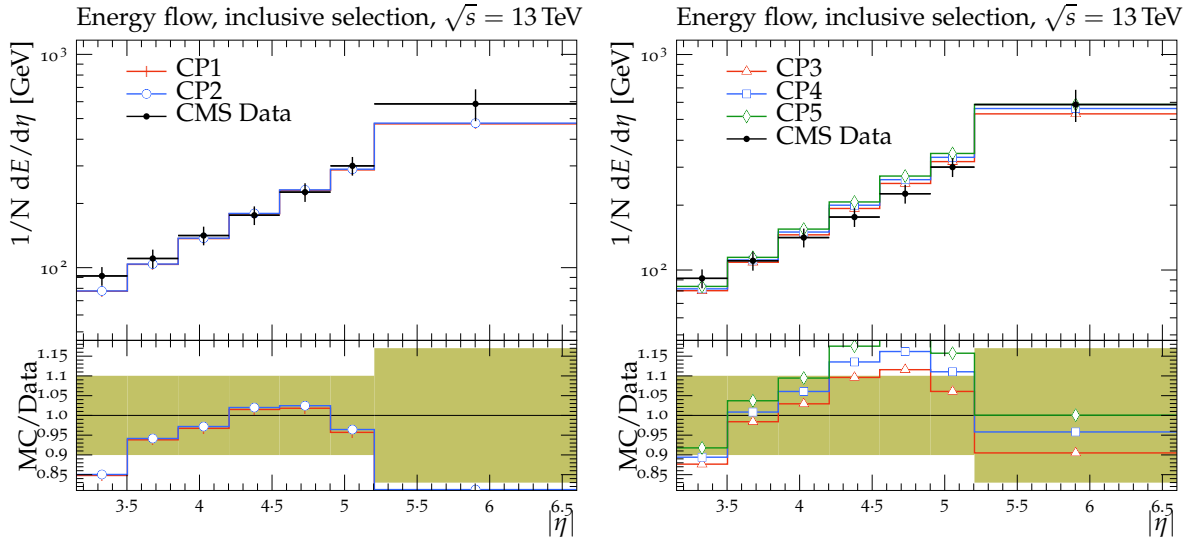 Energy flow, inclusive selection, √s = 13 TeV
CP1
CP2
CMS Data
1/N dE/dη [GeV]
10³
10²
MC/Data
1.15
1.1
1.05
1.0
0.95
0.9
0.85
3.5 4 4.5 5 5.5 6 6.5
|η|
Energy flow, inclusive selection, √s = 13 TeV
CP3
CP4
CP5
CMS Data
1/N dE/dη [GeV]
10³
10²
MC/Data
1.15
1.1
1.05
1.0
0.95
0.9
0.85
3.5 4 4.5 5 5.5 6 6.5
|η|